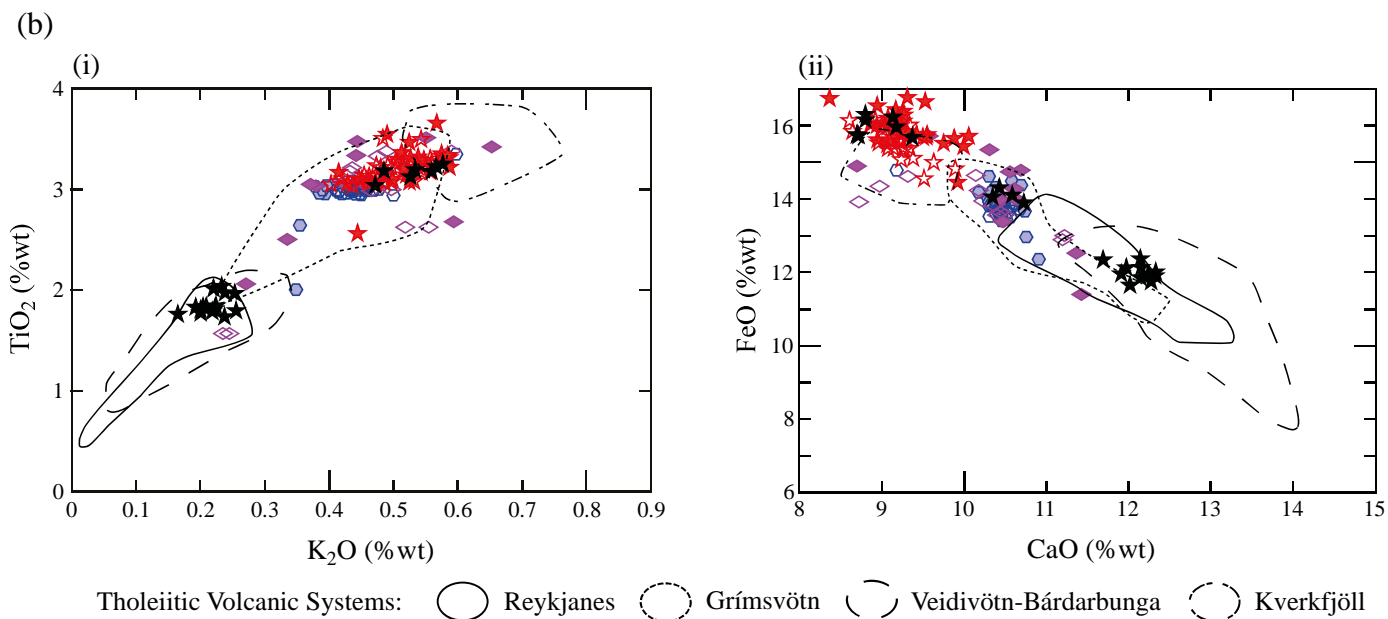 (b)
(i)
4
3
2
1
0
TiO₂ (%wt)
0 0.1 0.2 0.3 0.4 0.5 0.6 0.7 0.8 0.9
K₂O (%wt)
(ii)
16
14
12
10
8
6
FeO (%wt)
8 9 10 11 12 13 14 15
CaO (%wt)
Tholeiitic Volcanic Systems: Reykjanes Grímsvötn Veidivötn-Bárdarbunga Kverkfjöll